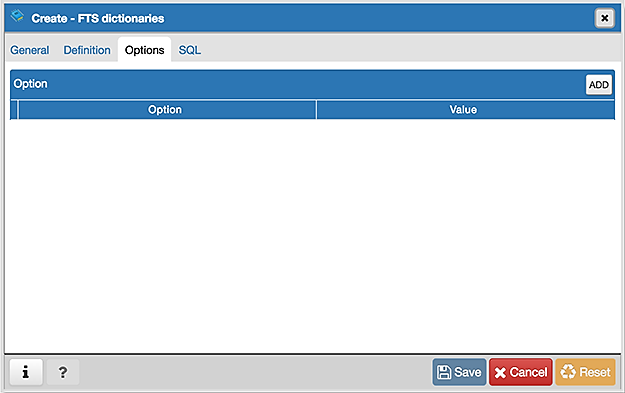 Create - FTS dictionaries
General Definition Options SQL
Option ADD
Option Value
i ? Save Cancel Reset